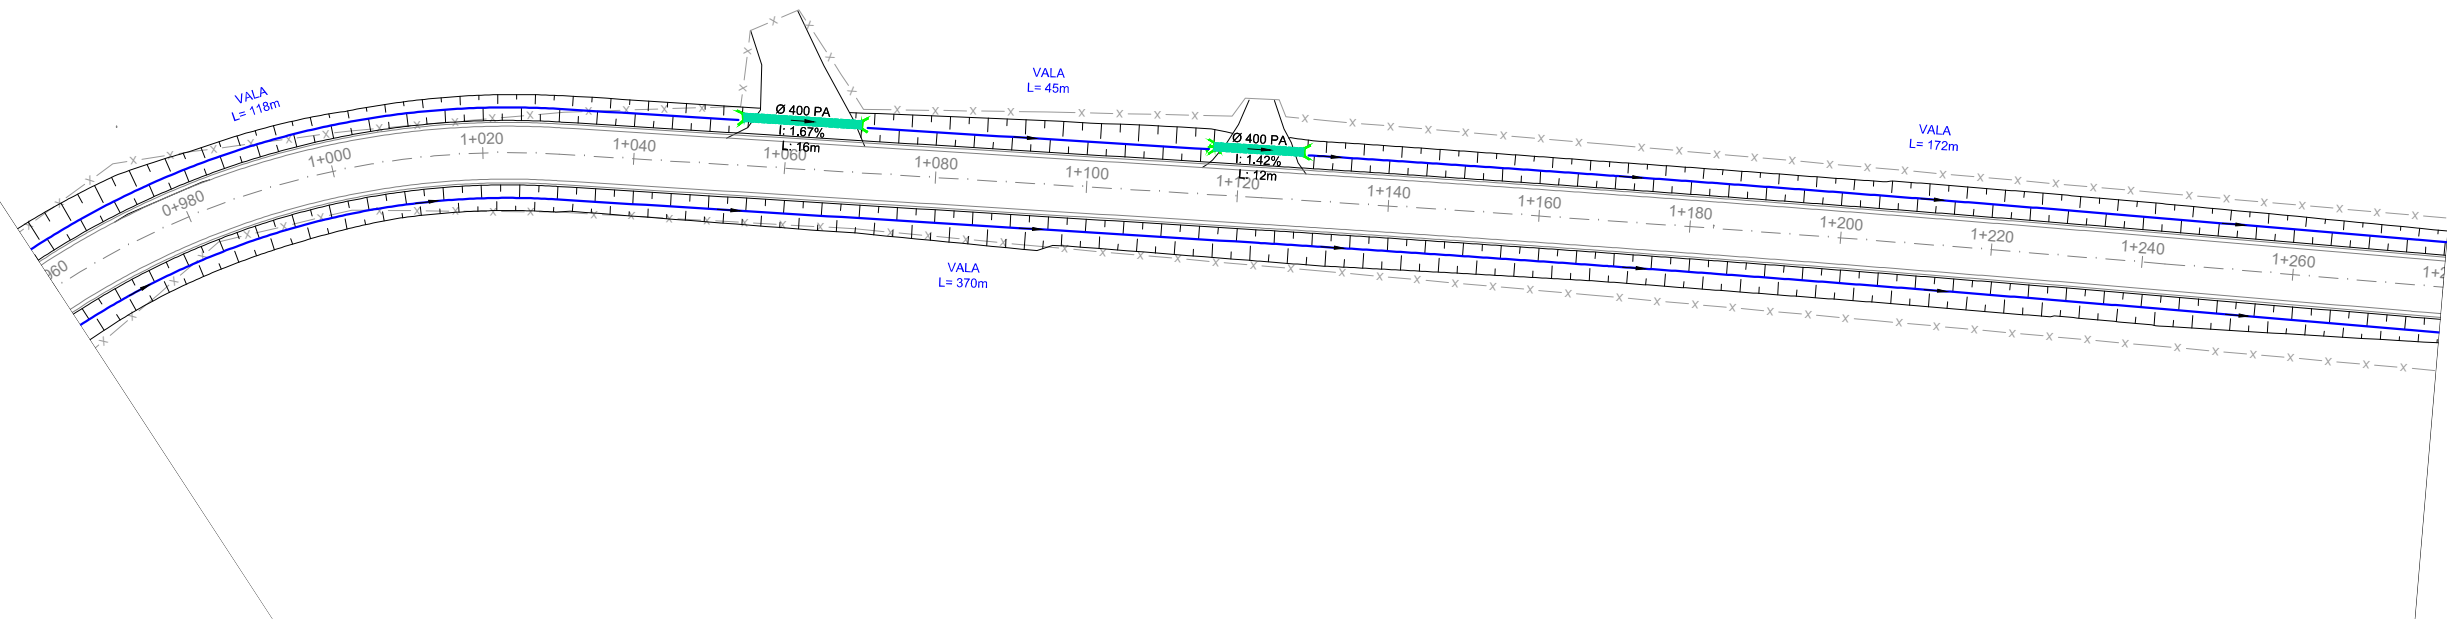 VALA
L= 118m
VALA
L= 45m
VALA
L= 172m
Ø 400 PA
I: 1.67%
L: 16m
Ø 400 PA
I: 1.42%
L: 12m
0+980
1+000
1+020
1+040
1+060
1+080
1+100
1+120
1+140
1+160
1+180
1+200
1+220
1+240
1+260
VALA
L= 370m